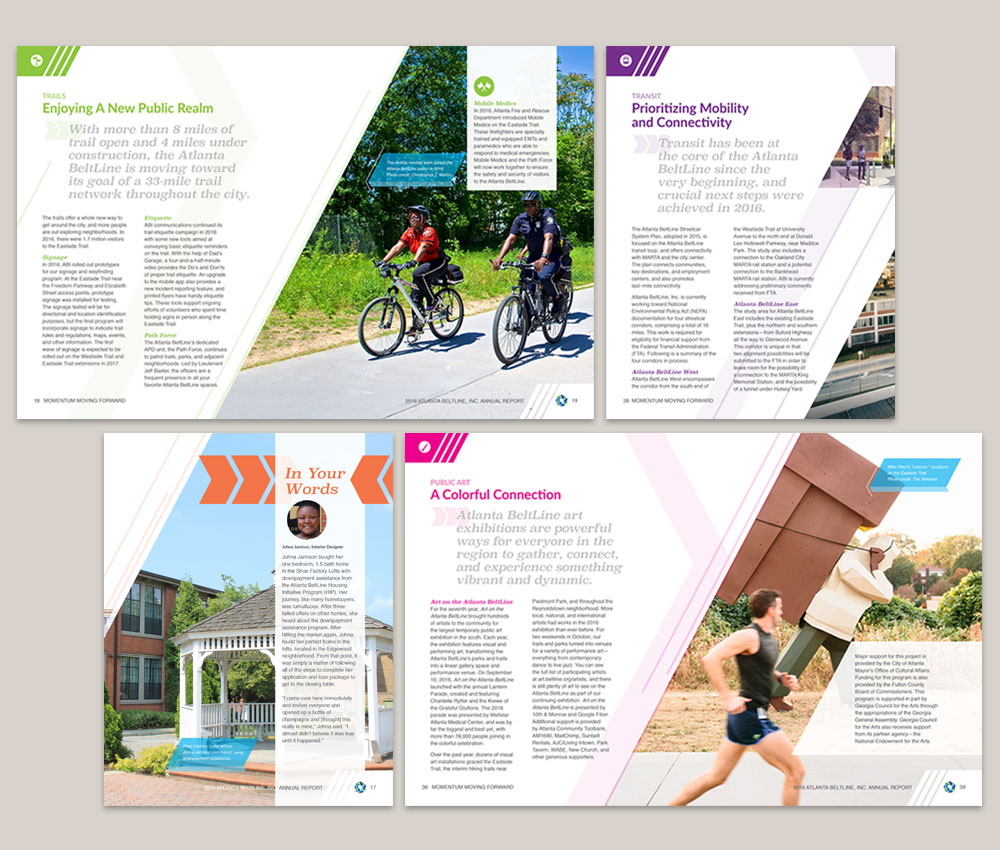 TRAILS
Enjoying A New Public Realm
With more than 8 miles of
trail open and 4 miles under
construction, the Atlanta
BeltLine is moving toward
its goal of a 33-mile trail
network throughout the city.
The trails offer a whole new way to
get around the city, and more people
are out exploring neighborhoods. In
2016, there were 1.7 million visitors
to the Eastside Trail.
Signage
In 2016, ABI rolled out prototypes
for our signage and wayfinding
program. At the Eastside Trail near
the Freedom Parkway and Elizabeth
Street access points, prototype
signage was installed for testing.
The signage tested will be for
directional and location identification
purposes, but the final program will
incorporate signage to indicate trail
rules and regulations, maps, events,
and other information. The first
wave of signage is expected to be
rolled out on the Westside Trail and
Eastside Trail extensions in 2017.
Etiquette
ABI communications continued its
trail etiquette campaign in 2016
with some new tools aimed at
conveying basic etiquette reminders
on the trail. With the help of Dad's
Garage, a four-and-a-half-minute
video provides the Do's and Don'ts
of proper trail etiquette. An upgrade
to the mobile app also provides a
new incident reporting feature, and
printed flyers have handy etiquette
tips. These tools support ongoing
efforts of volunteers who spent time
holding signs in person along the
Eastside Trail.
Path Force
The Atlanta BeltLine's dedicated
APD unit, the Path Force, continues
to patrol trails, parks, and adjacent
neighborhoods. Led by Lieutenant
Jeff Baxter, the officers are a
frequent presence in all your
favorite Atlanta BeltLine spaces.
Mobile Medics
In 2016, Atlanta Fire and Rescue
Department introduced Mobile
Medics on the Eastside Trail.
These firefighters are specially
trained and equipped EMTs and
paramedics who are able to
respond to medical emergencies.
Mobile Medics and the Path Force
will now work together to ensure
the safety and security of visitors
to the Atlanta BeltLine.
The mobile medics team joined the
Atlanta BeltLine patrol in 2016.
Photo credit: Christopher T. Martin
18 MOMENTUM MOVING FORWARD
2016 ATLANTA BELTLINE, INC. ANNUAL REPORT 19
TRANSIT
Prioritizing Mobility
and Connectivity
Transit has been at
the core of the Atlanta
BeltLine since the
very beginning, and
crucial next steps were
achieved in 2016.
The Atlanta BeltLine Streetcar
System Plan, adopted in 2015, is
focused on the Atlanta BeltLine
transit loop, and offers connectivity
with MARTA and the city center.
The plan connects communities,
key destinations, and employment
centers, and also promotes
last-mile connectivity.
Atlanta BeltLine, Inc. is currently
working toward National
Environmental Policy Act (NEPA)
documentation for four streetcar
corridors, comprising a total of 16
miles. This work is required for
eligibility for financial support from
the Federal Transit Administration
(FTA). Following is a summary of the
four corridors in process.
Atlanta BeltLine West
Atlanta BeltLine West encompasses
the corridor from the south end of
the Westside Trail at University
Avenue to the north end at Donald
Lee Hollowell Parkway, near Maddox
Park. The study also includes a
connection to the Oakland City
MARTA rail station and a potential
connection to the Bankhead
MARTA rail station. ABI is currently
addressing preliminary comments
received from FTA.
Atlanta BeltLine East
The study area for Atlanta BeltLine
East includes the existing Eastside
Trail, plus the northern and southern
extensions—from Buford Highway
all the way to Glenwood Avenue.
This corridor is unique in that
two alignment possibilities will be
submitted to the FTA in order to
leave room for the possibility of
a connection to the MARTA King
Memorial Station, and the possibility
of a tunnel under Hulsey Yard.
28 MOMENTUM MOVING FORWARD
In Your
Words
Johna Jamison, Interior Designer
Johna Jamison bought her
one bedroom, 1.5 bath home
in the Shoe Factory Lofts with
downpayment assistance from
the Atlanta BeltLine Housing
Initiative Program (HIP). Her
journey, like many homebuyers,
was tumultuous. After three
failed offers on other homes, she
heard about the downpayment
assistance program. After
hitting the market again, Johna
found her perfect home in the
lofts, located in the Edgewood
neighborhood. From that point, it
was simply a matter of following
all of the steps to complete her
application and loan package to
get to the closing table.
"I came over here immediately
and invited everyone and
opened up a bottle of
champagne and [thought] this
really is mine," Johna said. "I
almost didn't believe it was true
until it happened."
Shoe Factory Lofts, where
Johna Jamison purchased using
downpayment assistance.
2016 ATLANTA BELTLINE, INC. ANNUAL REPORT 17
PUBLIC ART
A Colorful Connection
Atlanta BeltLine art
exhibitions are powerful
ways for everyone in the
region to gather, connect,
and experience something
vibrant and dynamic.
Art on the Atlanta BeltLine
For the seventh year, Art on the
Atlanta BeltLine brought hundreds
of artists to the community for
the largest temporary public art
exhibition in the south. Each year,
the exhibition features visual and
performing art, transforming the
Atlanta BeltLine's parks and trails
into a linear gallery space and
performance venue. On September
10, 2016, Art on the Atlanta BeltLine
launched with the annual Lantern
Parade, created and featuring
Chantelle Rytter and the Krewe of
the Grateful Gluttons. The 2016
parade was presented by Wellstar
Atlanta Medical Center, and was by
far the biggest and best yet, with
more than 78,000 people joining in
the colorful celebration.
Over the past year, dozens of visual
art installations graced the Eastside
Trail, the interim hiking trails near
Piedmont Park, and throughout the
Reynoldstown neighborhood. More
local, national, and international
artists had works in the 2016
exhibition than ever before. For
two weekends in October, our
trails and parks turned into venues
for a variety of performance art—
everything from contemporary
dance to live jazz. You can see
the full list of participating artists
at art.beltline.org/artists, and there
is still plenty of art to see on the
Atlanta BeltLine as part of our
continuing exhibition. Art on the
Atlanta BeltLine is presented by
10th & Monroe and Google Fiber.
Additional support is provided
by Atlanta Community Toolbank,
AM1690, MailChimp, Sunbelt
Rentals, AJC/Living Intown, Park
Tavern, WABE, New Church, and
other generous supporters.
on the Eastside Trail
Photo credit: The Sintoses
Major support for this project is
provided by the City of Atlanta
Mayor's Office of Cultural Affairs.
Funding for this program is also
provided by the Fulton County
Board of Commissioners. This
program is supported in part by
Georgia Council for the Arts through
the appropriations of the Georgia
General Assembly. Georgia Council
for the Arts also receives support
from its partner agency – the
National Endowment for the Arts.
38 MOMENTUM MOVING FORWARD
2016 ATLANTA BELTLINE, INC. ANNUAL REPORT 39